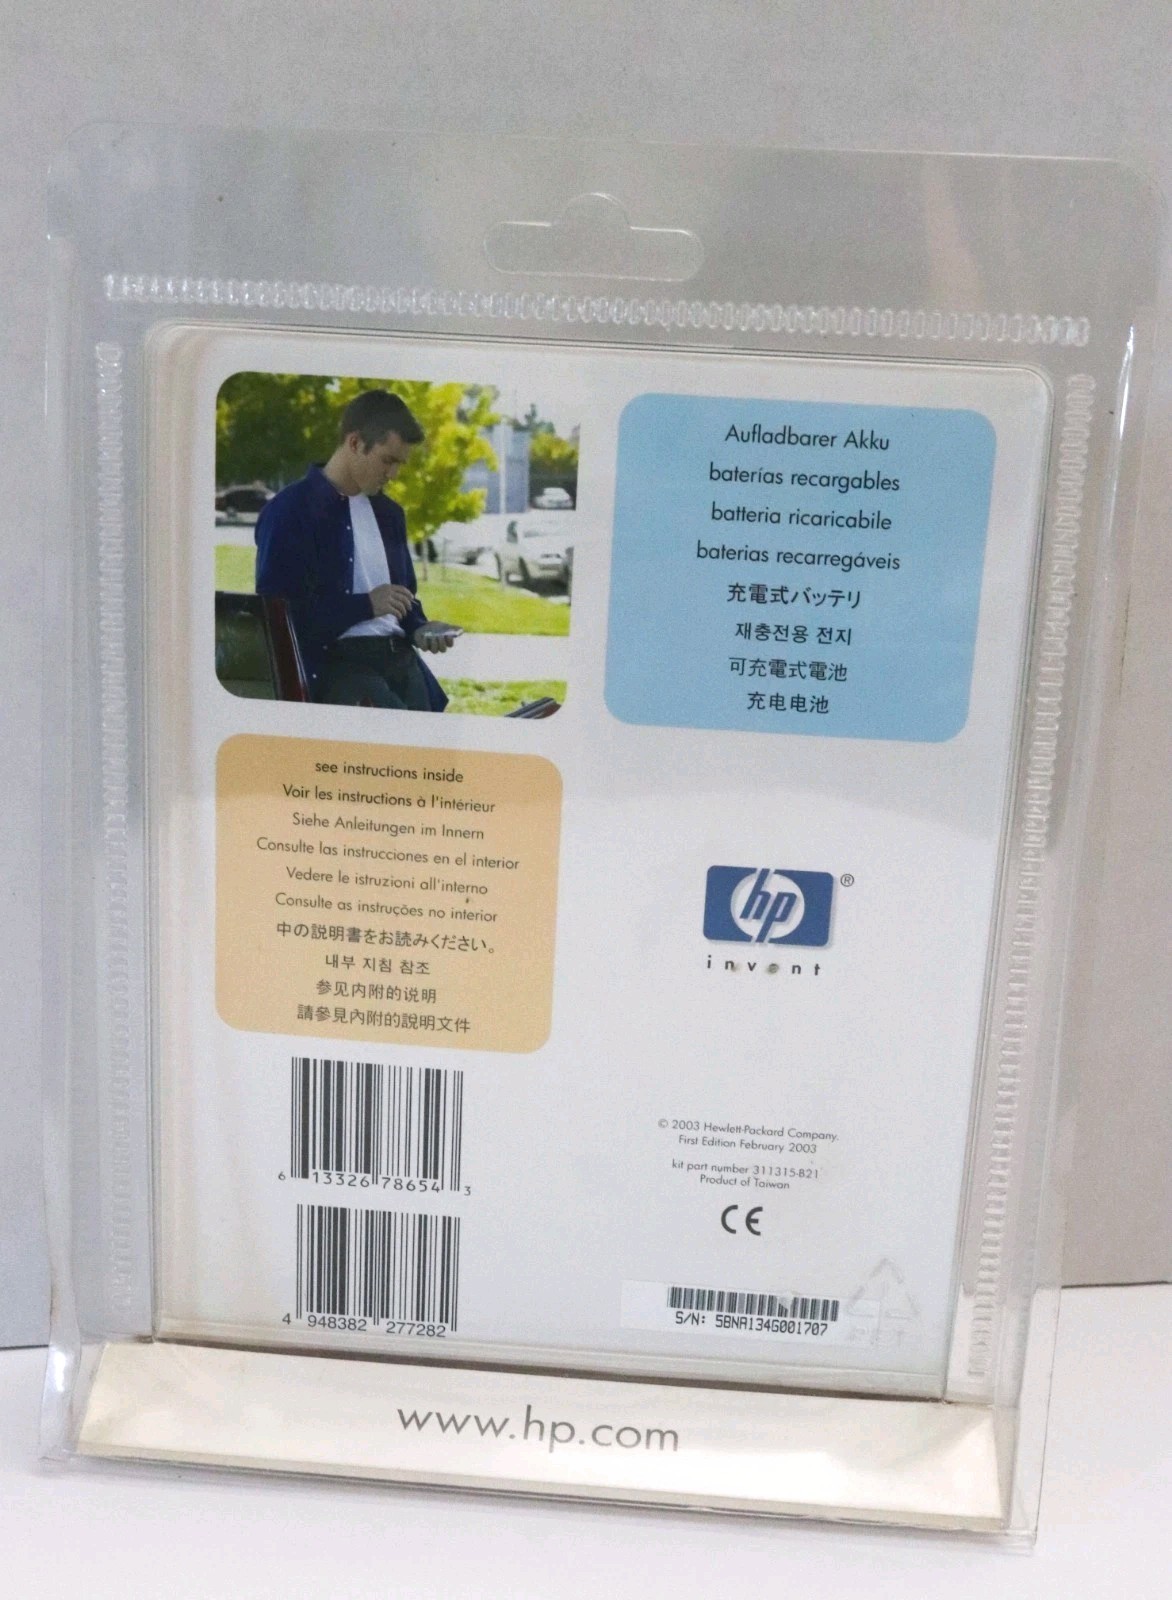 Aufladbarer Akku
baterías recargables
batteria ricaricabile
baterias recarregáveis
充電式バッテリ
재충전용 전지
可充電式電池
充电电池
see instructions inside
Voir les instructions à l'intérieur
Siehe Anleitungen im Innern
Consulte las instrucciones en el interior
Vedere le istruzioni all'interno
Consulte as instruções no interior
中の説明書をお読みください。
내부 지침 참조
参见内附的说明
請參見內附的說明文件
hp ®
invent
6 13326 78654 3
4 948382 277282
© 2003 Hewlett-Packard Company.
First Edition February 2003
kit part number 311315-B21
Product of Taiwan
CE
S/N: 5BNA134G001707
www.hp.com